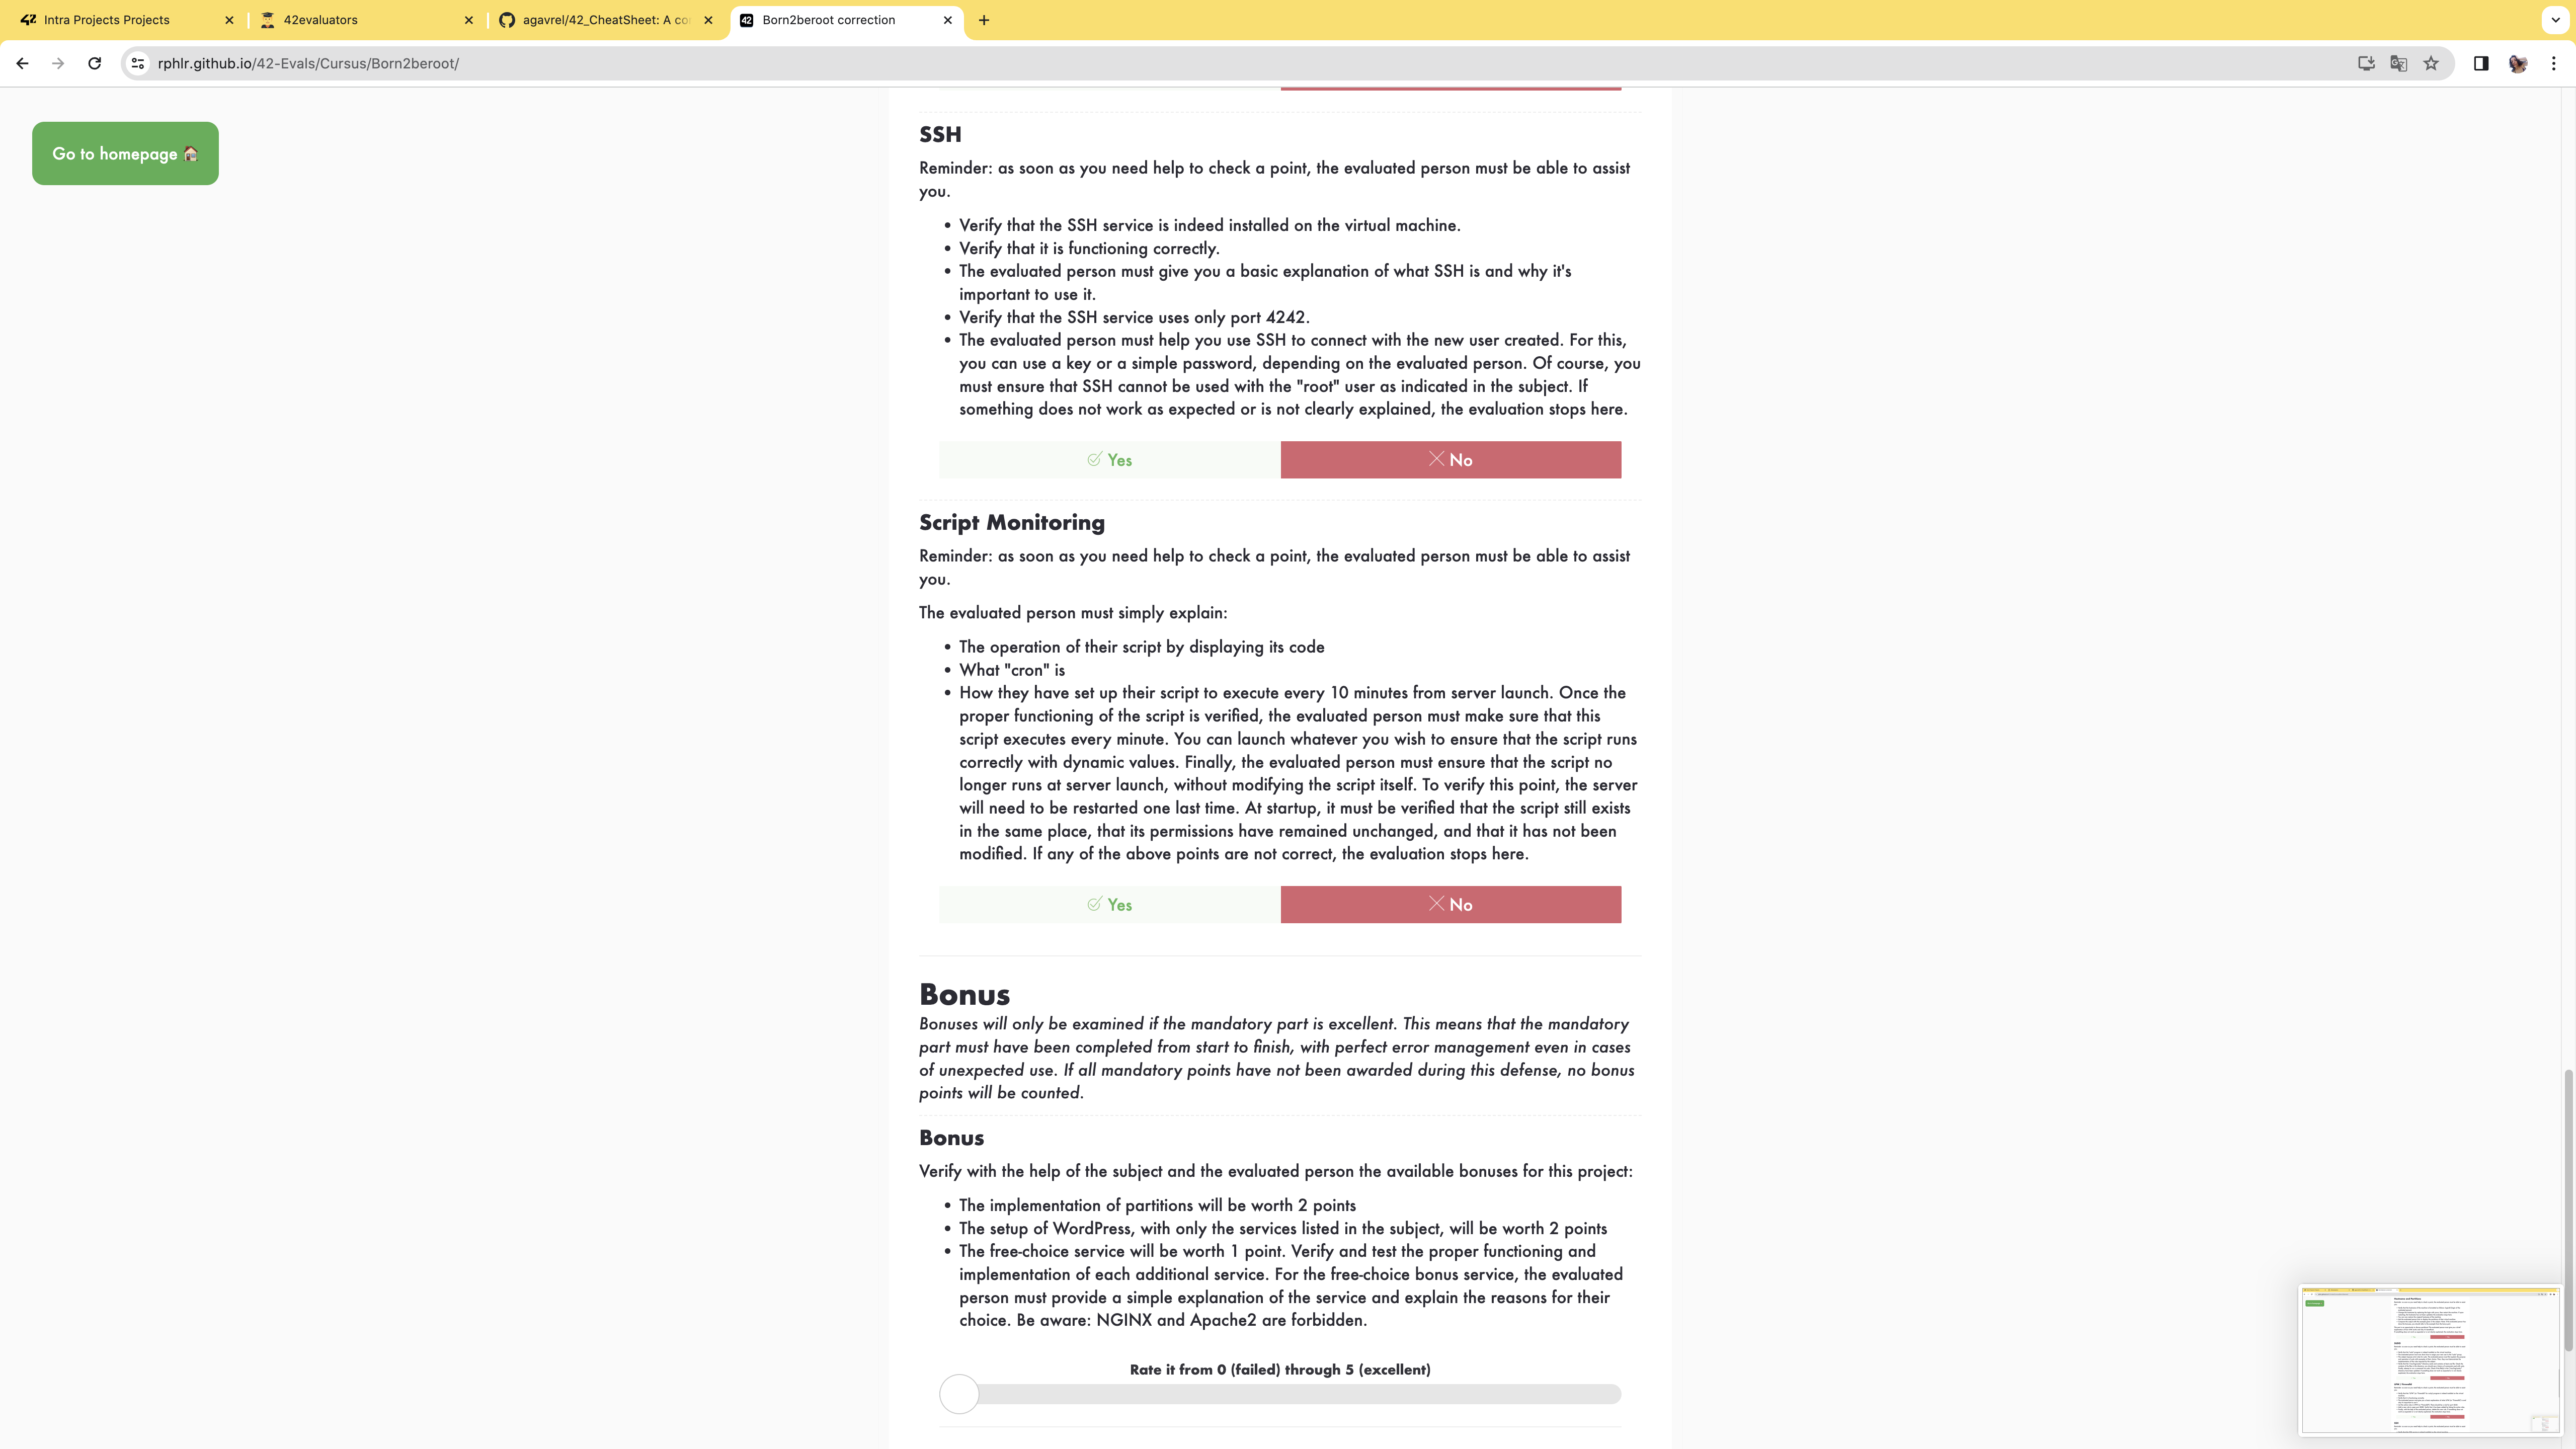 42 Intra Projects Projects
42evaluators
agavrel/42_CheatSheet: A co
42 Born2beroot correction
rphlr.github.io/42-Evals/Cursus/Born2beroot/
Go to homepage
SSH
Reminder: as soon as you need help to check a point, the evaluated person must be able to assist
you.
• Verify that the SSH service is indeed installed on the virtual machine.
• Verify that it is functioning correctly.
• The evaluated person must give you a basic explanation of what SSH is and why it's
important to use it.
• Verify that the SSH service uses only port 4242.
• The evaluated person must help you use SSH to connect with the new user created. For this,
you can use a key or a simple password, depending on the evaluated person. Of course, you
must ensure that SSH cannot be used with the "root" user as indicated in the subject. If
something does not work as expected or is not clearly explained, the evaluation stops here.
Yes
No
Script Monitoring
Reminder: as soon as you need help to check a point, the evaluated person must be able to assist
you.
The evaluated person must simply explain:
• The operation of their script by displaying its code
• What "cron" is
• How they have set up their script to execute every 10 minutes from server launch. Once the
proper functioning of the script is verified, the evaluated person must make sure that this
script executes every minute. You can launch whatever you wish to ensure that the script runs
correctly with dynamic values. Finally, the evaluated person must ensure that the script no
longer runs at server launch, without modifying the script itself. To verify this point, the server
will need to be restarted one last time. At startup, it must be verified that the script still exists
in the same place, that its permissions have remained unchanged, and that it has not been
modified. If any of the above points are not correct, the evaluation stops here.
Yes
No
Bonus
Bonuses will only be examined if the mandatory part is excellent. This means that the mandatory
part must have been completed from start to finish, with perfect error management even in cases
of unexpected use. If all mandatory points have not been awarded during this defense, no bonus
points will be counted.
Bonus
Verify with the help of the subject and the evaluated person the available bonuses for this project:
• The implementation of partitions will be worth 2 points
• The setup of WordPress, with only the services listed in the subject, will be worth 2 points
• The free-choice service will be worth 1 point. Verify and test the proper functioning and
implementation of each additional service. For the free-choice bonus service, the evaluated
person must provide a simple explanation of the service and explain the reasons for their
choice. Be aware: NGINX and Apache2 are forbidden.
Rate it from 0 (failed) through 5 (excellent)